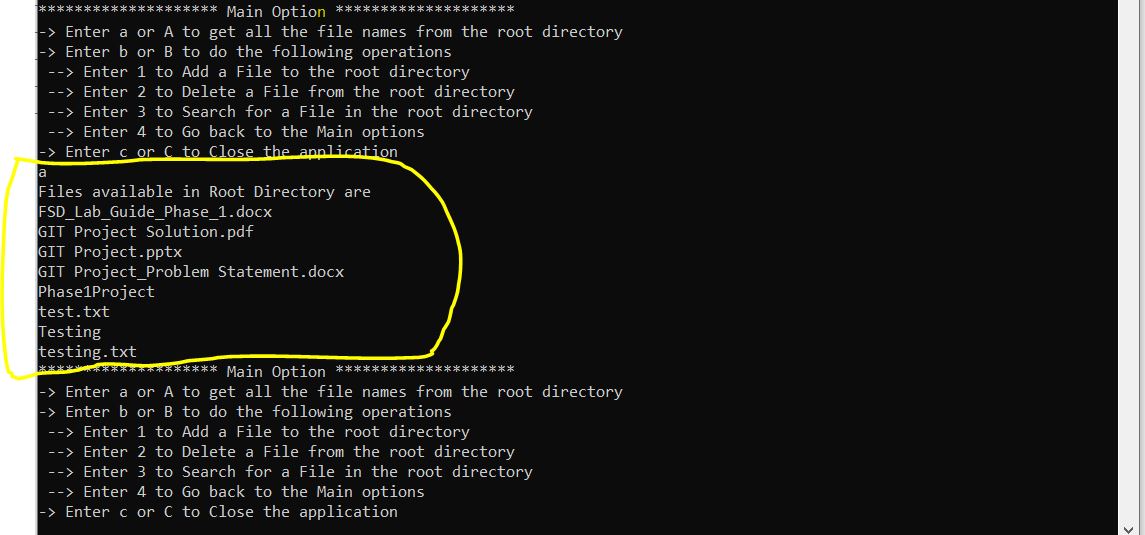 ******************** Main Option ********************
-> Enter a or A to get all the file names from the root directory
-> Enter b or B to do the following operations
--> Enter 1 to Add a File to the root directory
--> Enter 2 to Delete a File from the root directory
--> Enter 3 to Search for a File in the root directory
--> Enter 4 to Go back to the Main options
-> Enter c or C to Close the application
a
Files available in Root Directory are
FSD_Lab_Guide_Phase_1.docx
GIT Project Solution.pdf
GIT Project.pptx
GIT Project_Problem Statement.docx
Phase1Project
test.txt
Testing
testing.txt
******************** Main Option ********************
-> Enter a or A to get all the file names from the root directory
-> Enter b or B to do the following operations
--> Enter 1 to Add a File to the root directory
--> Enter 2 to Delete a File from the root directory
--> Enter 3 to Search for a File in the root directory
--> Enter 4 to Go back to the Main options
-> Enter c or C to Close the application